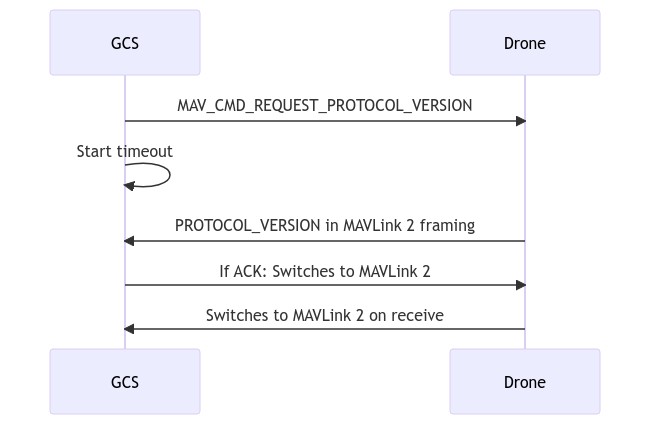 GCS
Drone
MAV_CMD_REQUEST_PROTOCOL_VERSION
Start timeout
PROTOCOL_VERSION in MAVLink 2 framing
If ACK: Switches to MAVLink 2
Switches to MAVLink 2 on receive
GCS
Drone